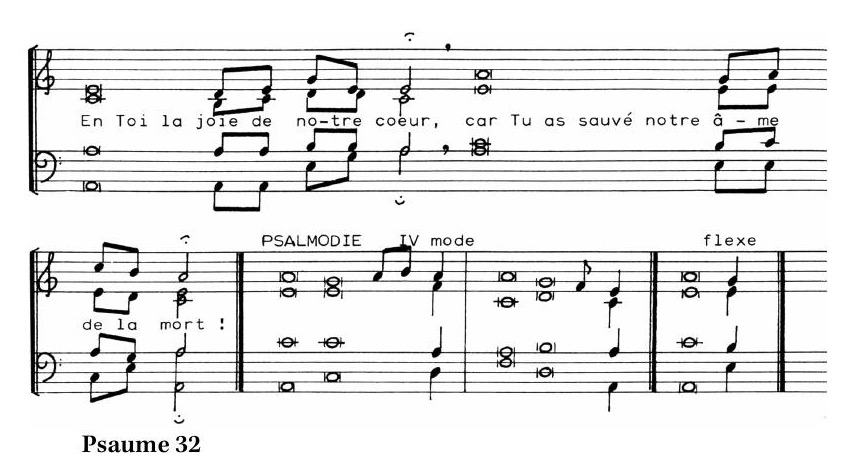 En Toi la joie de no-tre coeur, car Tu as sauvé notre â - me
PSALMODIE IV mode flexe
de la mort !
Psaume 32